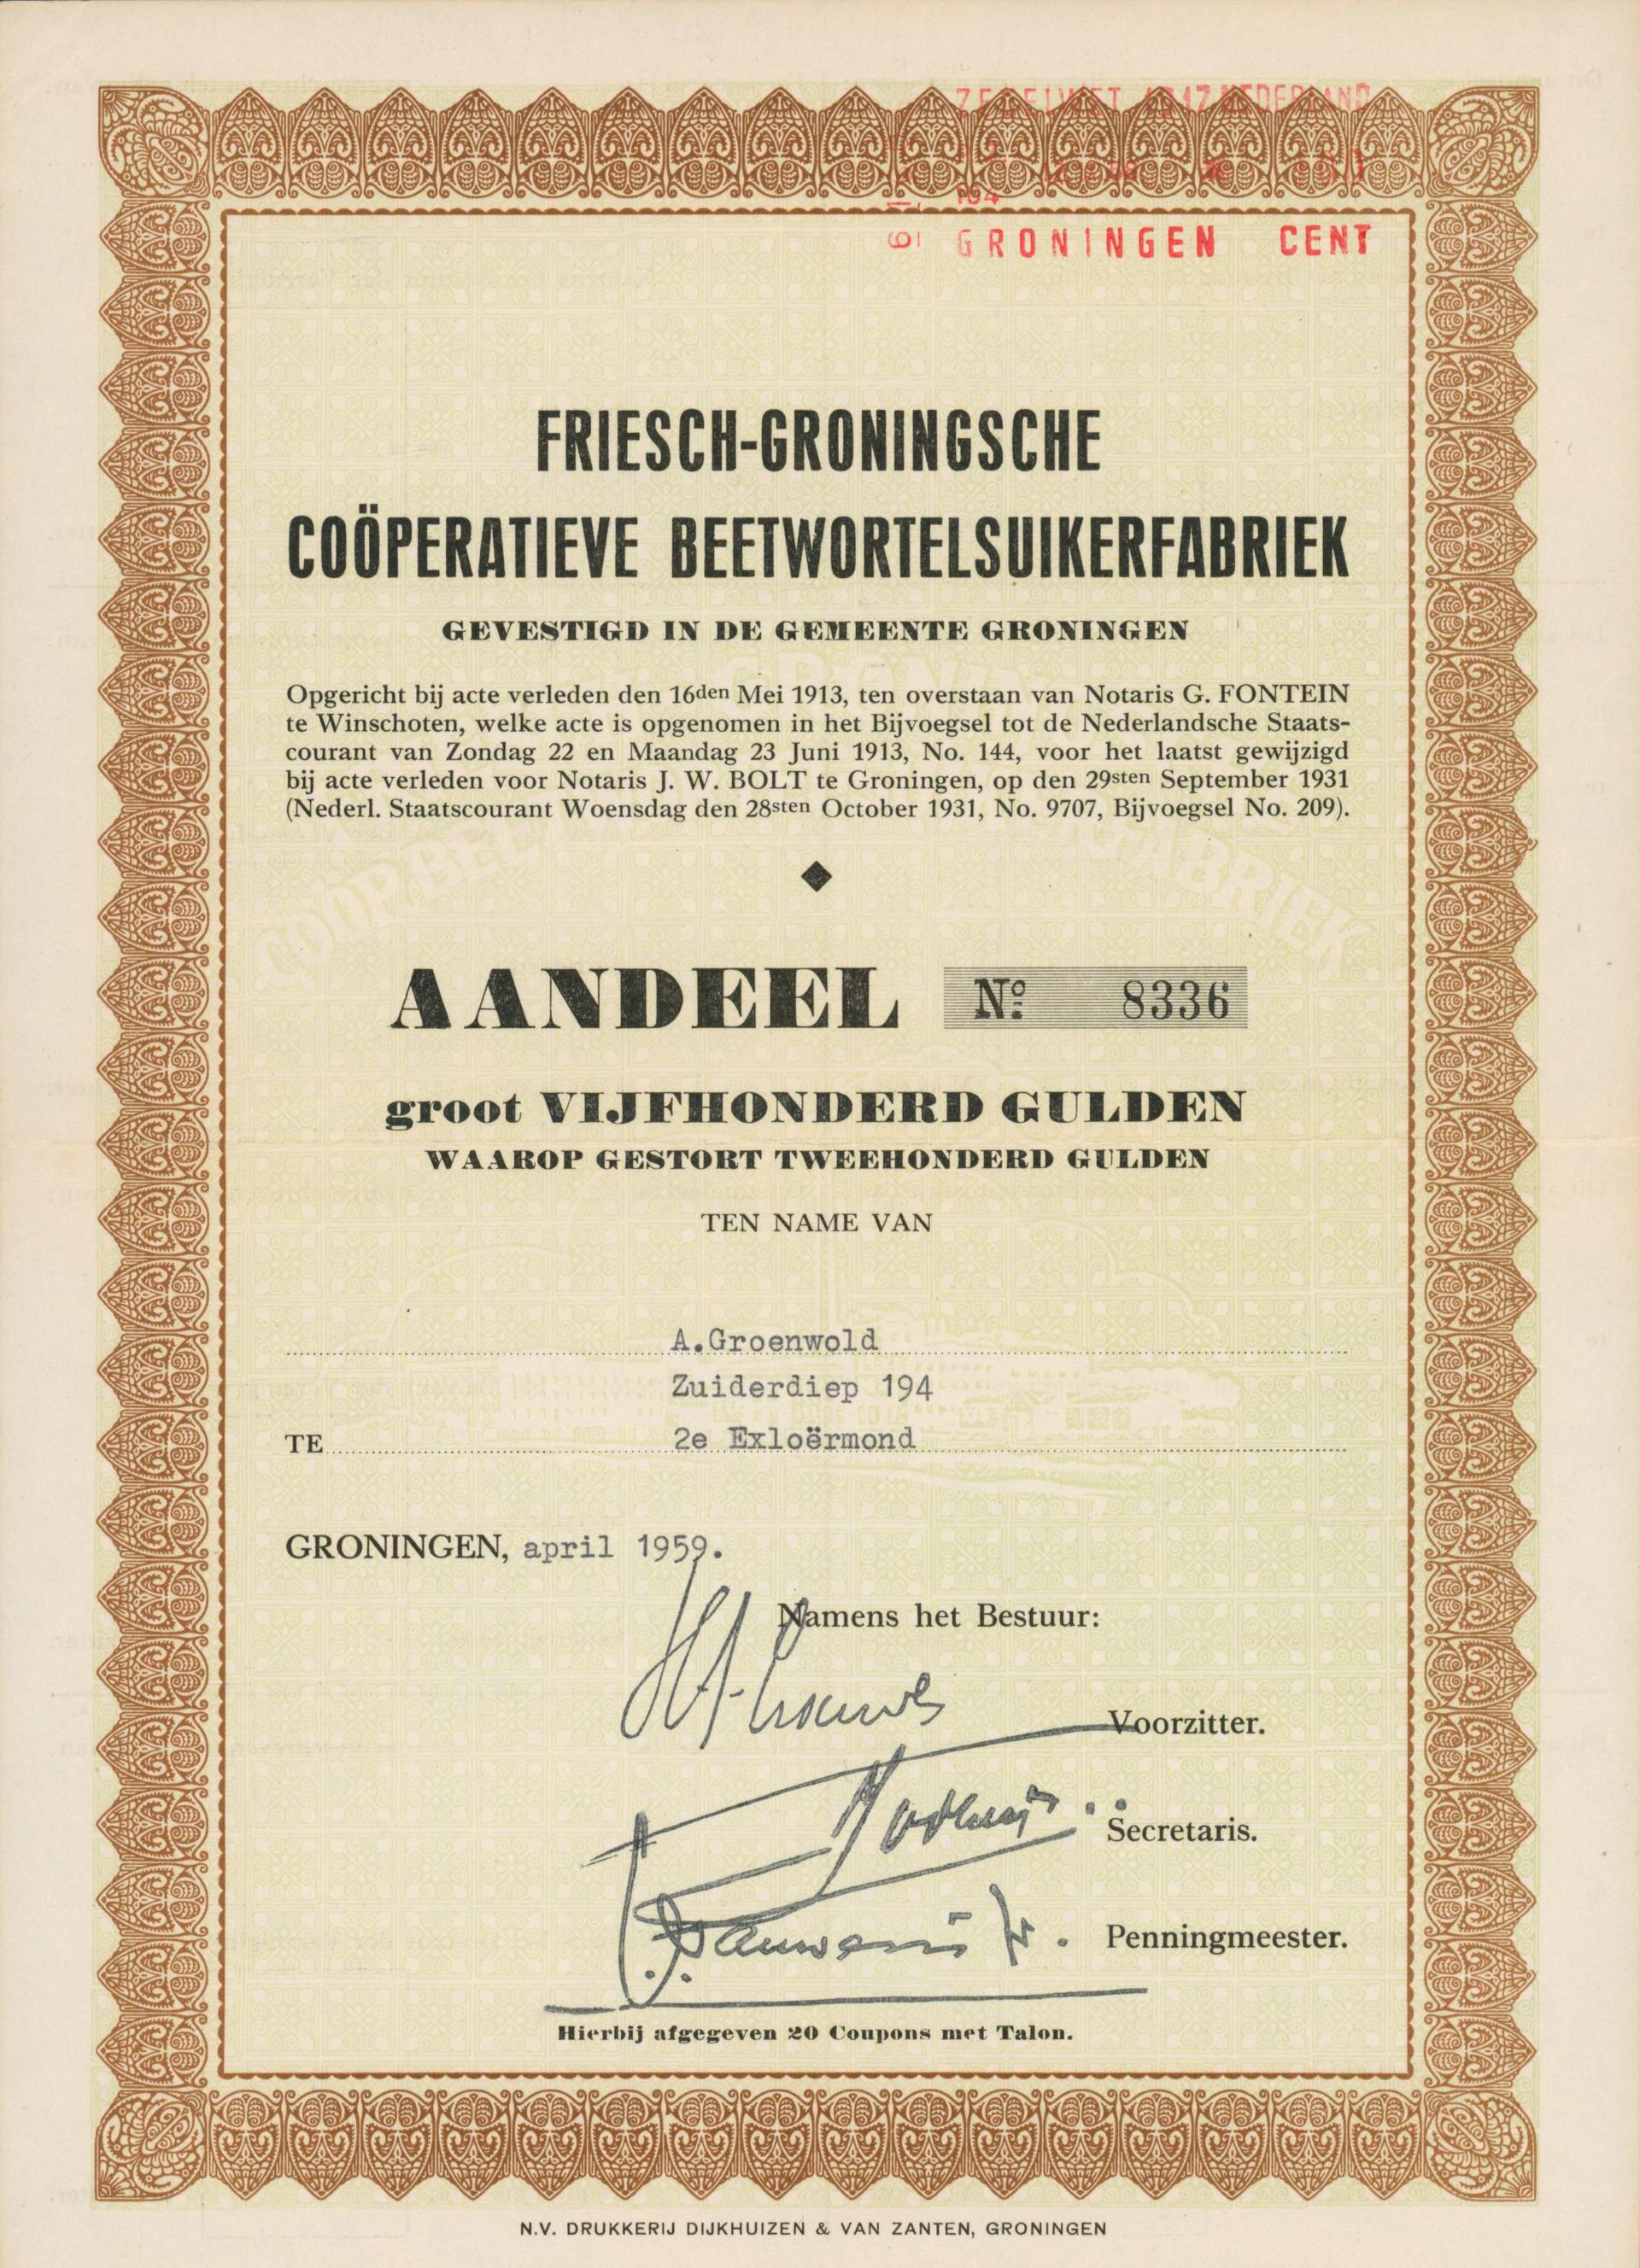 ZEGELWET 1917 NEDERLAND
GRONINGEN CENT
FRIESCH-GRONINGSCHE
COÖPERATIEVE BEETWORTELSUIKERFABRIEK
GEVESTIGD IN DE GEMEENTE GRONINGEN
Opgericht bij acte verleden den 16den Mei 1913, ten overstaan van Notaris G. FONTEIN
te Winschoten, welke acte is opgenomen in het Bijvoegsel tot de Nederlandsche Staats-
courant van Zondag 22 en Maandag 23 Juni 1913, No. 144, voor het laatst gewijzigd
bij acte verleden voor Notaris J. W. BOLT te Groningen, op den 29sten September 1931
(Nederl. Staatscourant Woensdag den 28sten October 1931, No. 9707, Bijvoegsel No. 209).
AANDEEL No. 8336
groot VIJFHONDERD GULDEN
WAAROP GESTORT TWEEHONDERD GULDEN
TEN NAME VAN
A.Groenwold
Zuiderdiep 194
TE 2e Exloërmond
GRONINGEN, april 1959.
Namens het Bestuur:
Voorzitter.
Secretaris.
Penningmeester.
Hierbij afgegeven 20 Coupons met Talon.
N.V. DRUKKERIJ DIJKHUIZEN & VAN ZANTEN, GRONINGEN